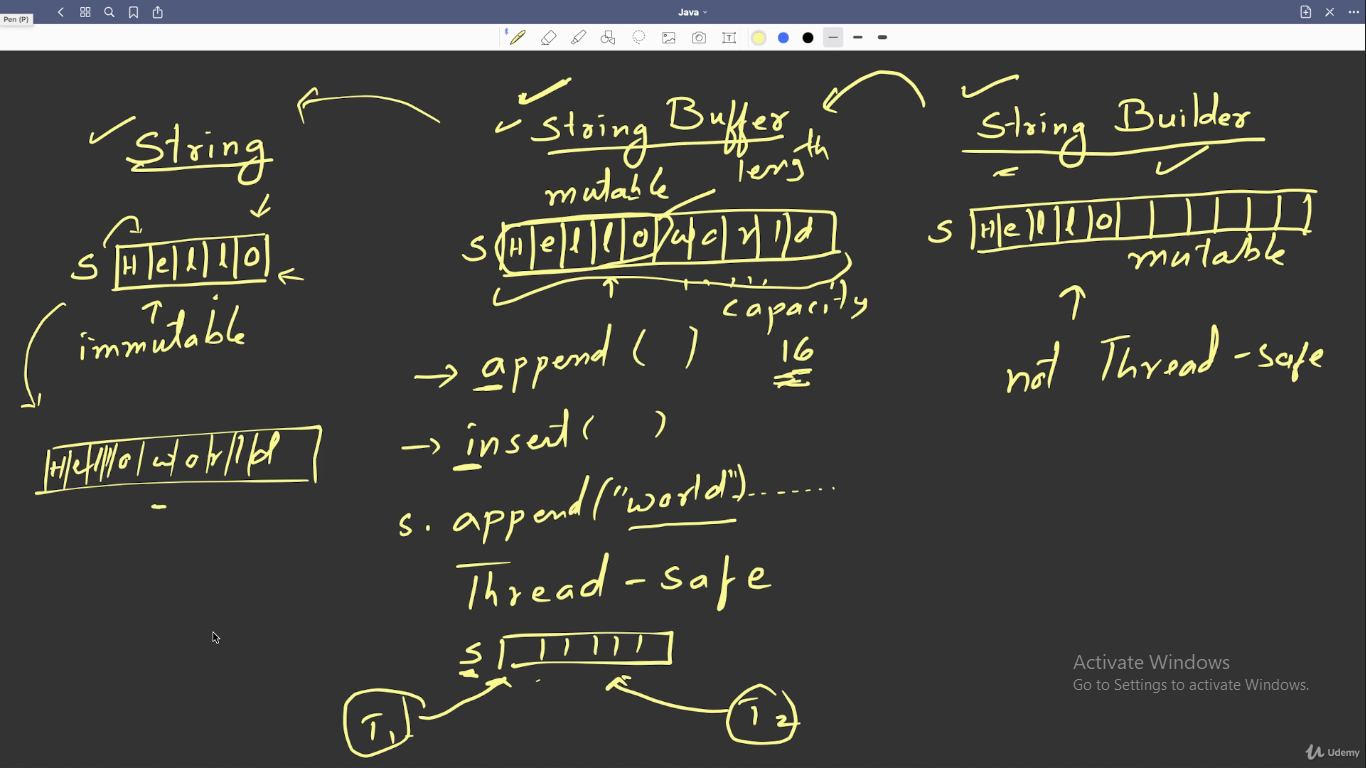 Pen (P)
Java
String
String Buffer
String Builder
mutable
length
S H e l l o
S H e l l o w o r l d
S H e l l o
mutable
immutable
capacity
→ append ( )
16
not Thread-safe
→ insert ( )
H e l l o w o r l d
s. append("world")........
Thread-safe
S
T1
T2
Activate Windows
Go to Settings to activate Windows.
Udemy